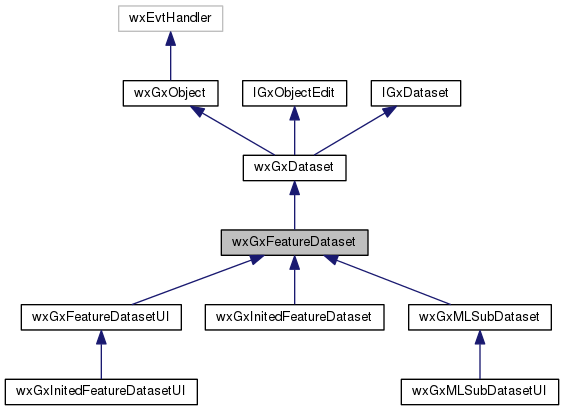 wxEvtHandler
wxGxObject
IGxObjectEdit
IGxDataset
wxGxDataset
wxGxFeatureDataset
wxGxFeatureDatasetUI
wxGxInitedFeatureDataset
wxGxMLSubDataset
wxGxInitedFeatureDatasetUI
wxGxMLSubDatasetUI